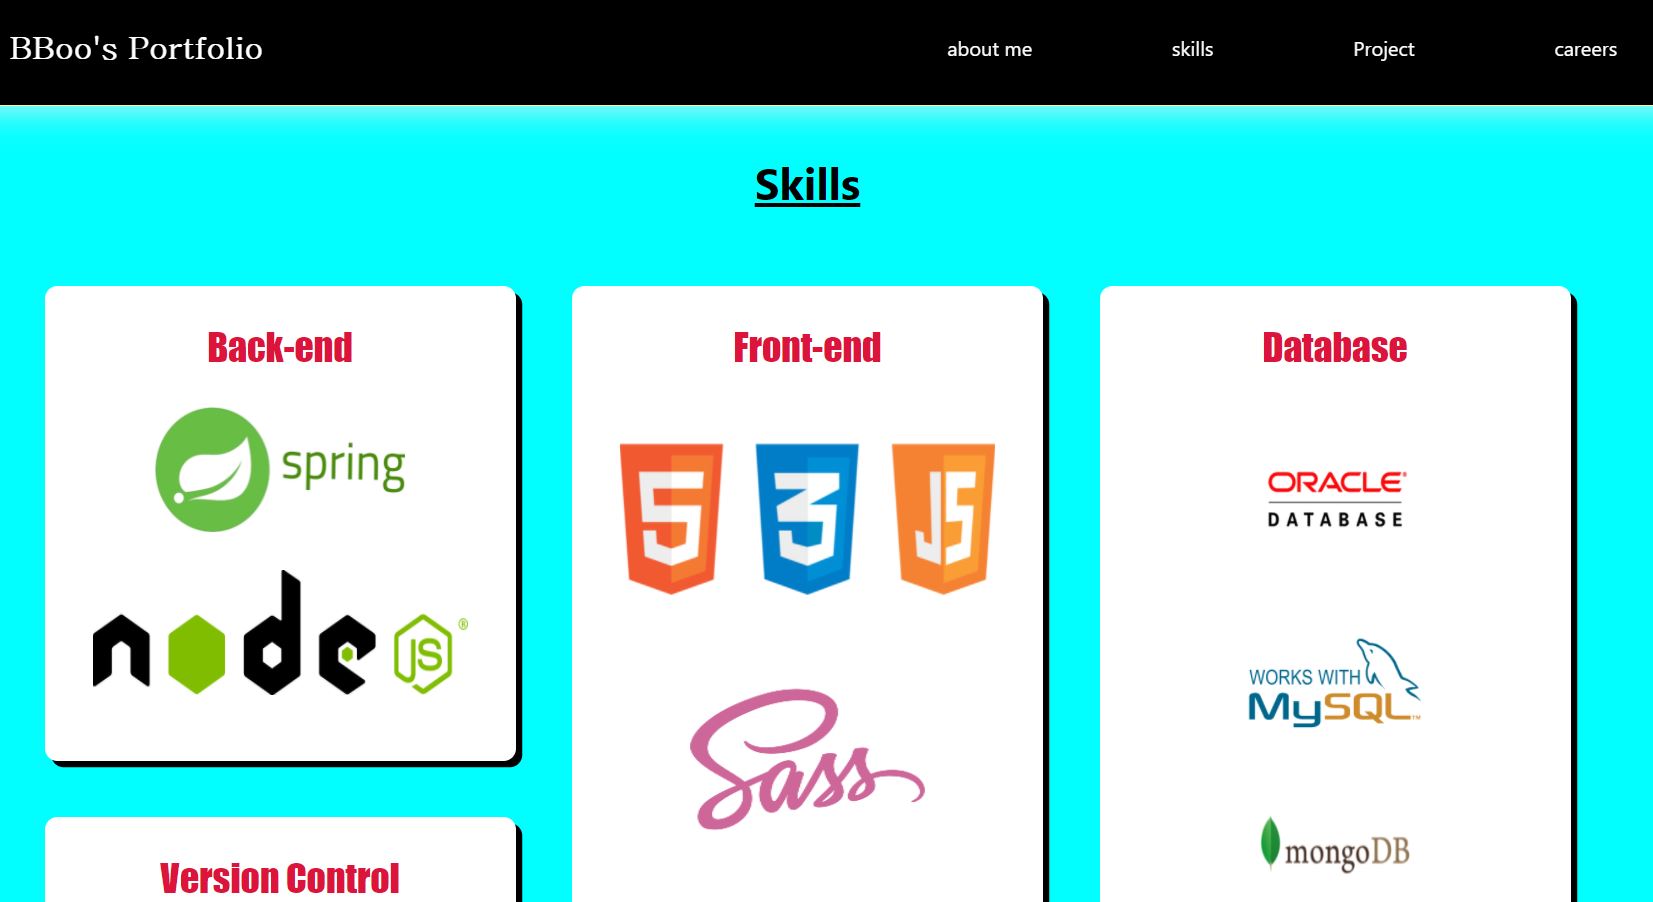 BBoo's Portfolio
about me
skills
Project
careers
Skills
Back-end
spring
node JS ®
Version Control
Front-end
5 3 JS
Sass
Database
ORACLE®
DATABASE
WORKS WITH
MySQL™
mongoDB